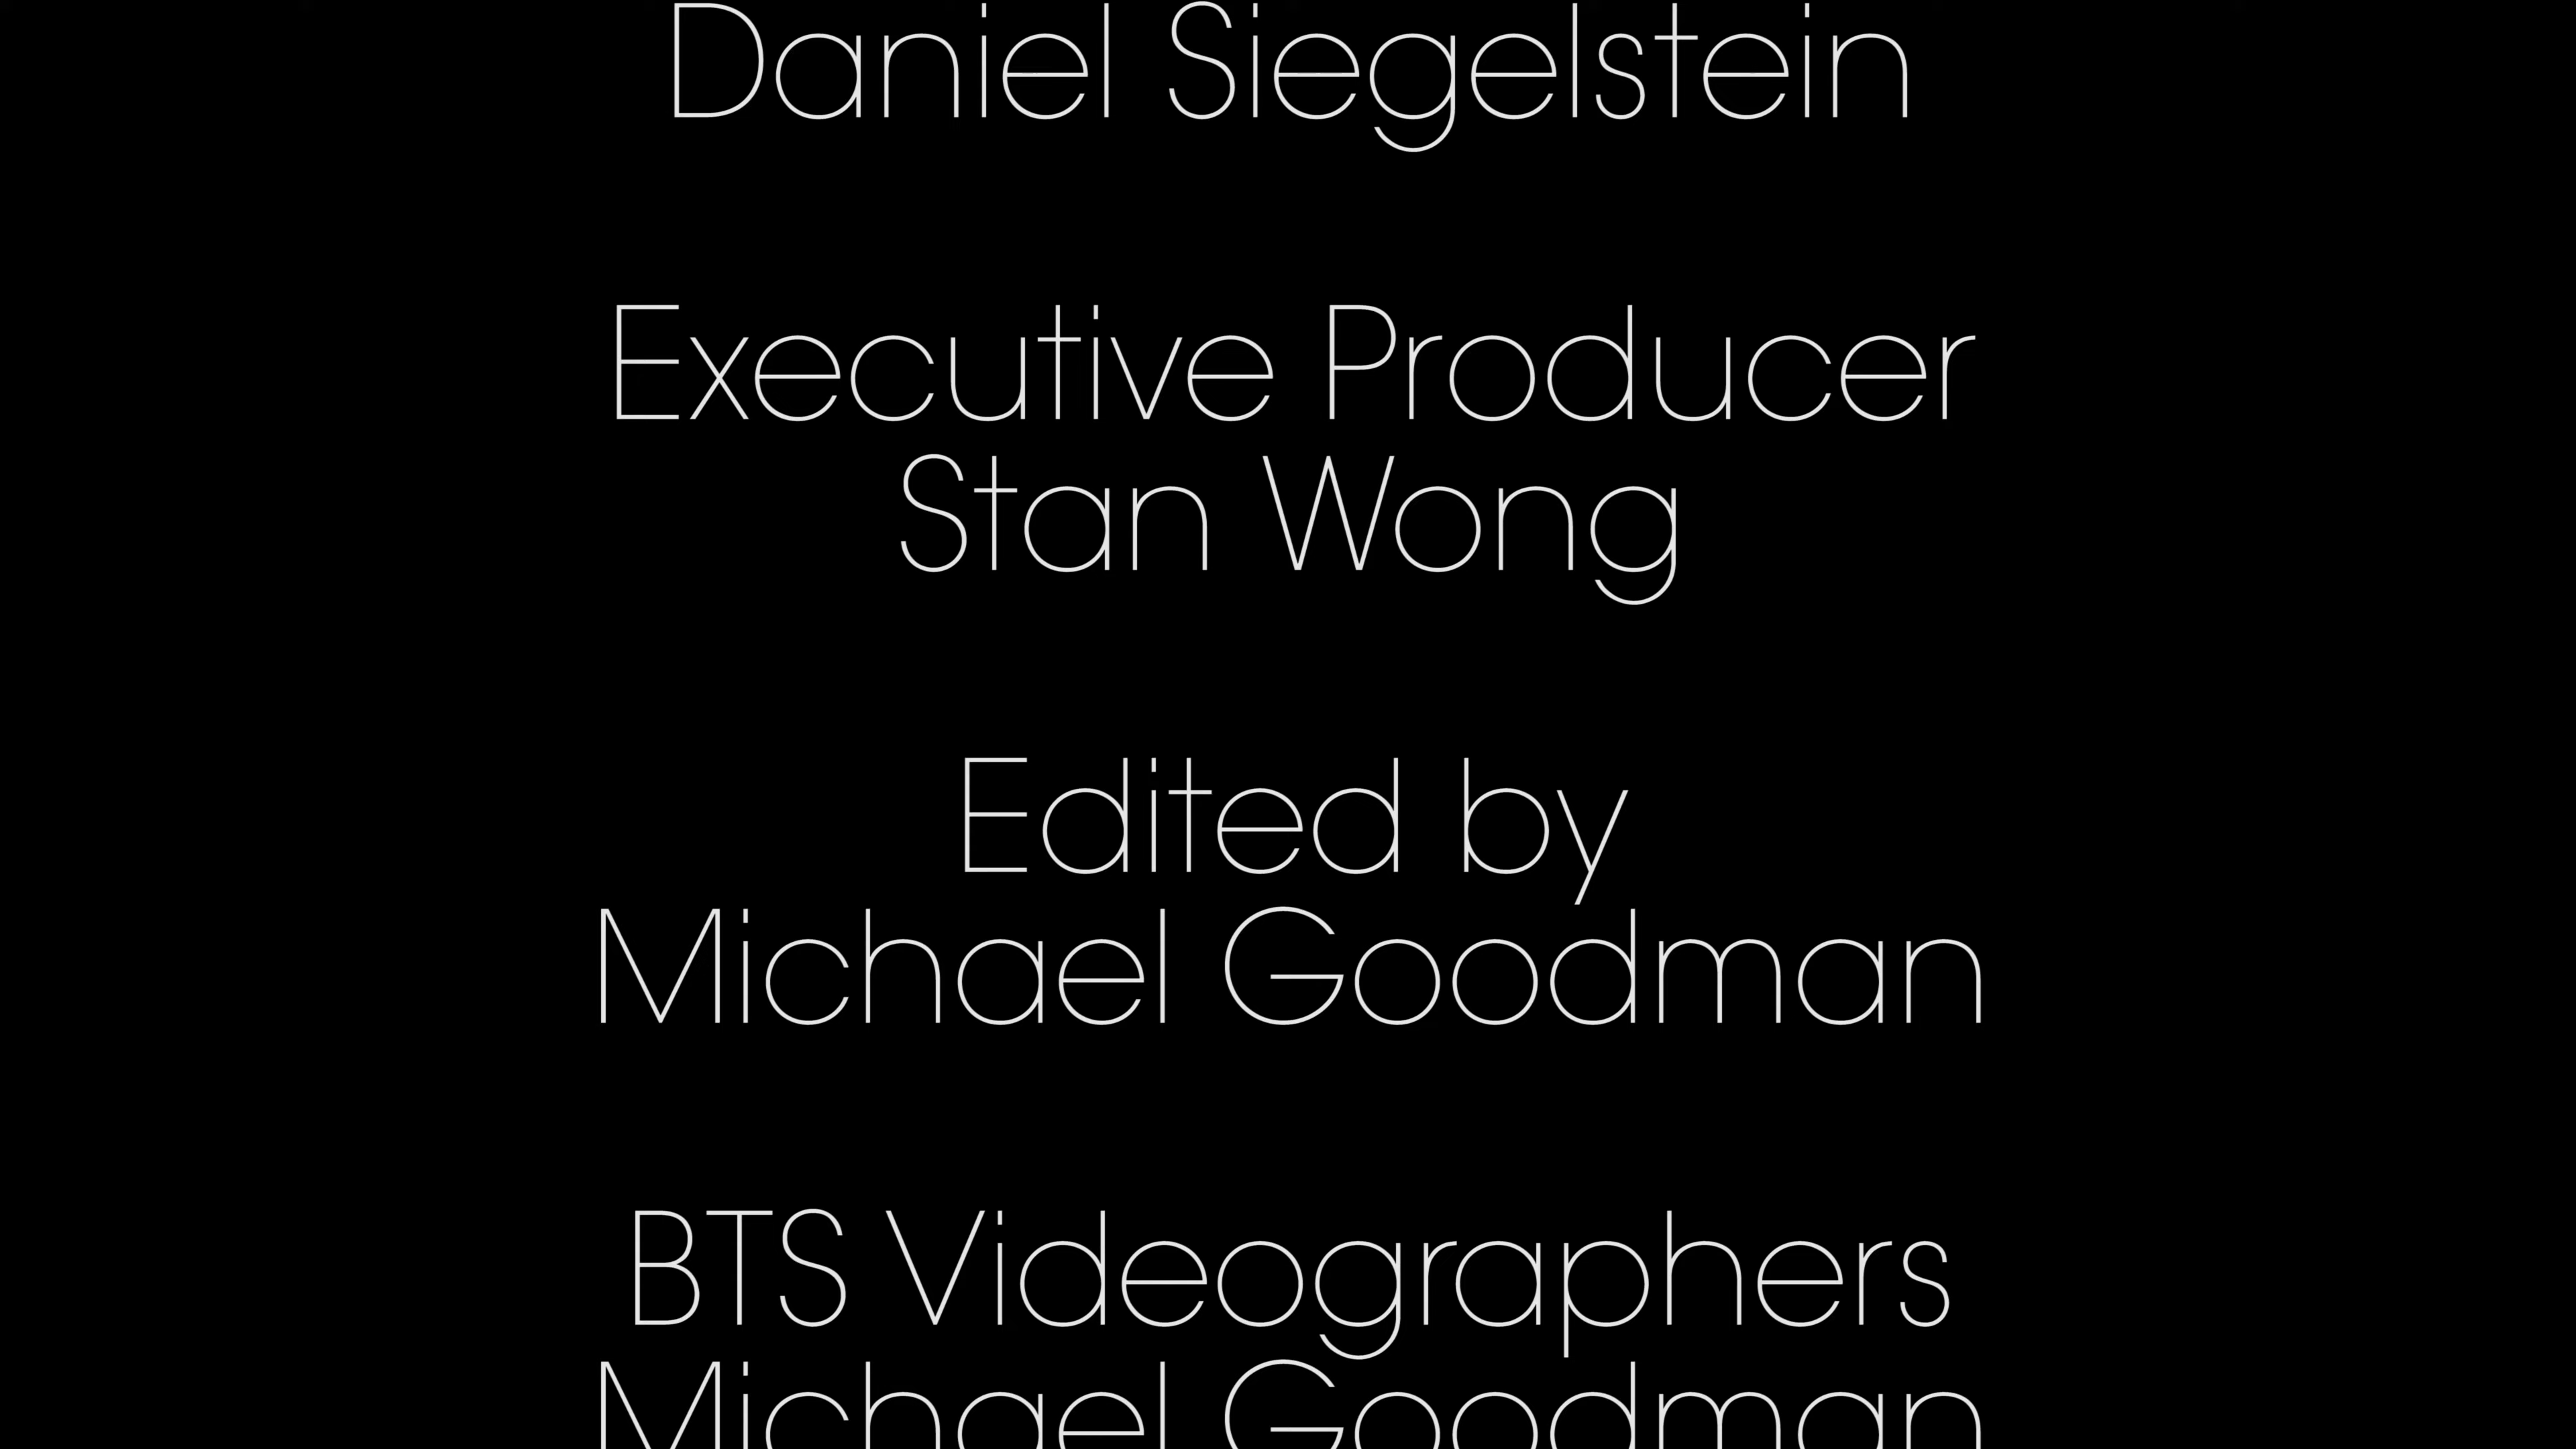 Daniel Siegelstein
Executive Producer
Stan Wong
Edited by
Michael Goodman
BTS Videographers
Michael Goodman